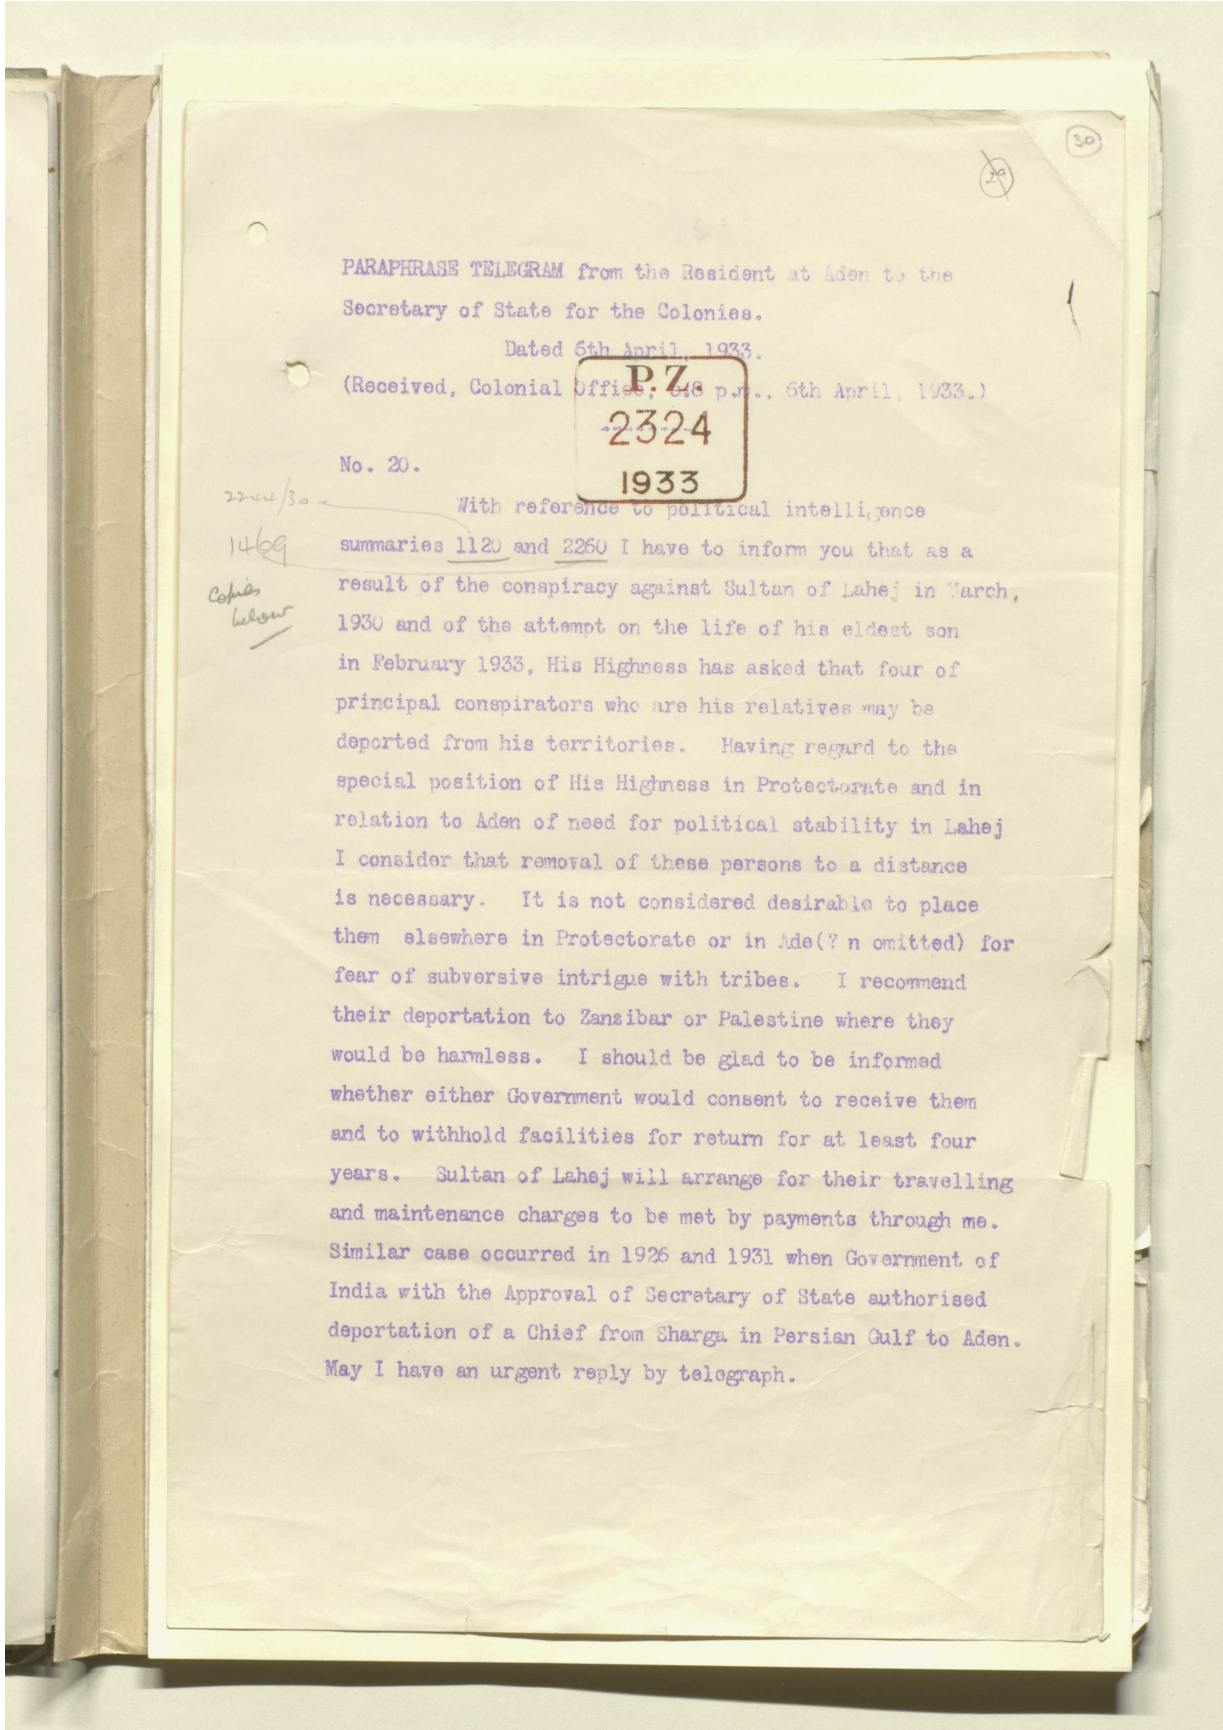 30
29
PARAPHRASE TELEGRAM from the Resident at Aden to the
Secretary of State for the Colonies.
Dated 6th April, 1933.
(Received, Colonial Office, p.m., 6th April, 1933.)
P.Z.
2324
1933
No. 20.
2244/30
With reference to political intelligence
1469
summaries 1120 and 2260 I have to inform you that as a
Copies
below
result of the conspiracy against Sultan of Lahej in March,
1930 and of the attempt on the life of his eldest son
in February 1933, His Highness has asked that four of
principal conspirators who are his relatives may be
deported from his territories. Having regard to the
special position of His Highness in Protectorate and in
relation to Aden of need for political stability in Lahej
I consider that removal of these persons to a distance
is necessary. It is not considered desirable to place
them elsewhere in Protectorate or in Ade(? n omitted) for
fear of subversive intrigue with tribes. I recommend
their deportation to Zanzibar or Palestine where they
would be harmless. I should be glad to be informed
whether either Government would consent to receive them
and to withhold facilities for return for at least four
years. Sultan of Lahej will arrange for their travelling
and maintenance charges to be met by payments through me.
Similar case occurred in 1926 and 1931 when Government of
India with the Approval of Secretary of State authorised
deportation of a Chief from Sharga in Persian Gulf to Aden.
May I have an urgent reply by telegraph.